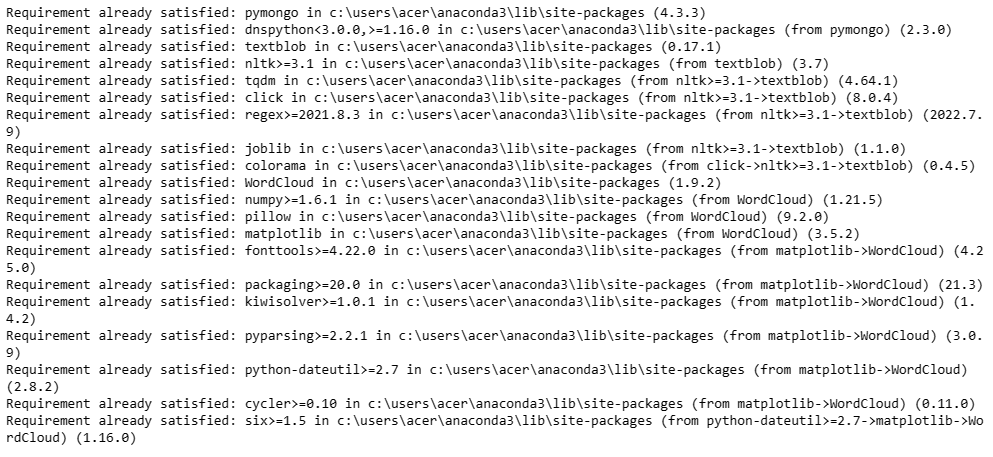 Requirement already satisfied: pymongo in c:\users\acer\anaconda3\lib\site-packages (4.3.3)
Requirement already satisfied: dnspython<3.0.0,>=1.16.0 in c:\users\acer\anaconda3\lib\site-packages (from pymongo) (2.3.0)
Requirement already satisfied: textblob in c:\users\acer\anaconda3\lib\site-packages (0.17.1)
Requirement already satisfied: nltk>=3.1 in c:\users\acer\anaconda3\lib\site-packages (from textblob) (3.7)
Requirement already satisfied: tqdm in c:\users\acer\anaconda3\lib\site-packages (from nltk>=3.1->textblob) (4.64.1)
Requirement already satisfied: click in c:\users\acer\anaconda3\lib\site-packages (from nltk>=3.1->textblob) (8.0.4)
Requirement already satisfied: regex>=2021.8.3 in c:\users\acer\anaconda3\lib\site-packages (from nltk>=3.1->textblob) (2022.7.
9)
Requirement already satisfied: joblib in c:\users\acer\anaconda3\lib\site-packages (from nltk>=3.1->textblob) (1.1.0)
Requirement already satisfied: colorama in c:\users\acer\anaconda3\lib\site-packages (from click->nltk>=3.1->textblob) (0.4.5)
Requirement already satisfied: WordCloud in c:\users\acer\anaconda3\lib\site-packages (1.9.2)
Requirement already satisfied: numpy>=1.6.1 in c:\users\acer\anaconda3\lib\site-packages (from WordCloud) (1.21.5)
Requirement already satisfied: pillow in c:\users\acer\anaconda3\lib\site-packages (from WordCloud) (9.2.0)
Requirement already satisfied: matplotlib in c:\users\acer\anaconda3\lib\site-packages (from WordCloud) (3.5.2)
Requirement already satisfied: fonttools>=4.22.0 in c:\users\acer\anaconda3\lib\site-packages (from matplotlib->WordCloud) (4.2
5.0)
Requirement already satisfied: packaging>=20.0 in c:\users\acer\anaconda3\lib\site-packages (from matplotlib->WordCloud) (21.3)
Requirement already satisfied: kiwisolver>=1.0.1 in c:\users\acer\anaconda3\lib\site-packages (from matplotlib->WordCloud) (1.
4.2)
Requirement already satisfied: pyparsing>=2.2.1 in c:\users\acer\anaconda3\lib\site-packages (from matplotlib->WordCloud) (3.0.
9)
Requirement already satisfied: python-dateutil>=2.7 in c:\users\acer\anaconda3\lib\site-packages (from matplotlib->WordCloud)
(2.8.2)
Requirement already satisfied: cycler>=0.10 in c:\users\acer\anaconda3\lib\site-packages (from matplotlib->WordCloud) (0.11.0)
Requirement already satisfied: six>=1.5 in c:\users\acer\anaconda3\lib\site-packages (from python-dateutil>=2.7->matplotlib->Wo
rdCloud) (1.16.0)